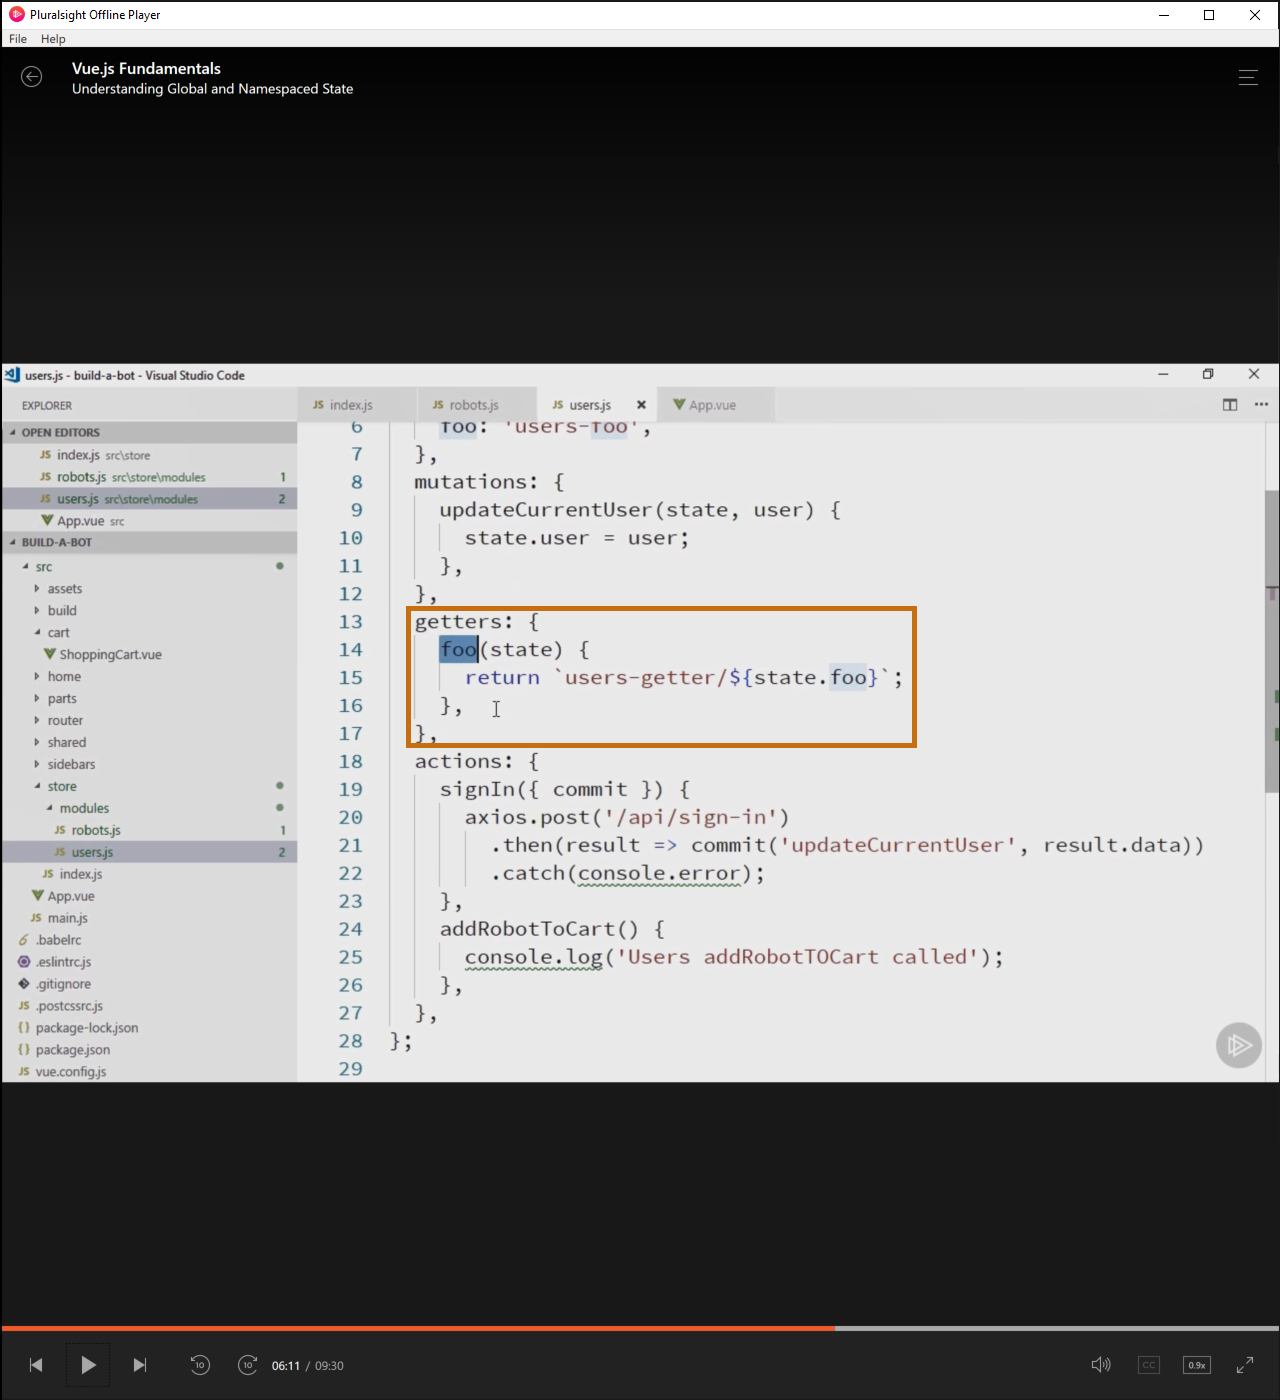 Pluralsight Offline Player
File Help
Vue.js Fundamentals
Understanding Global and Namespaced State
users.js - build-a-bot - Visual Studio Code
EXPLORER
OPEN EDITORS
JS index.js src\store
JS robots.js src\store\modules 1
JS users.js src\store\modules 2
App.vue src
BUILD-A-BOT
src
assets
build
cart
ShoppingCart.vue
home
parts
router
shared
sidebars
store
modules
JS robots.js 1
JS users.js 2
JS index.js
App.vue
JS main.js
.babelrc
.eslintrc.js
.gitignore
JS .postcssrc.js
{} package-lock.json
{} package.json
JS vue.config.js
JS index.js JS robots.js JS users.js App.vue
6 foo: 'users-foo',
7 },
8 mutations: {
9 updateCurrentUser(state, user) {
10 state.user = user;
11 },
12 },
13 getters: {
14 foo(state) {
15 return `users-getter/${state.foo}`;
16 },
17 },
18 actions: {
19 signIn({ commit }) {
20 axios.post('/api/sign-in')
21 .then(result => commit('updateCurrentUser', result.data))
22 .catch(console.error);
23 },
24 addRobotToCart() {
25 console.log('Users addRobotTOCart called');
26 },
27 },
28 };
29
10 10 06:11 / 09:30 CC 0.9x